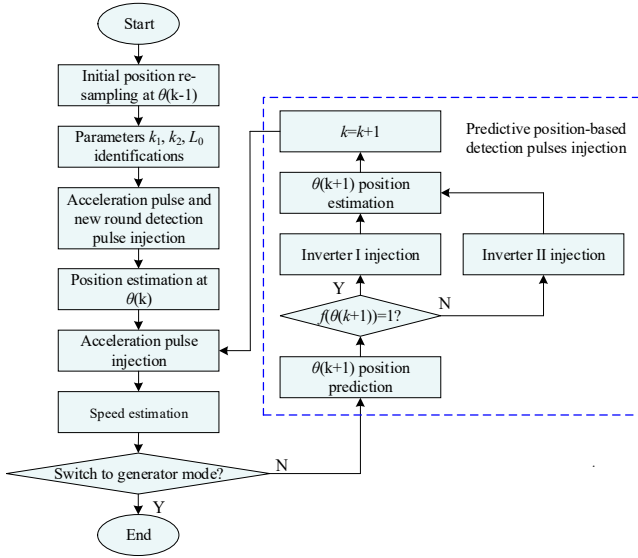 Start
Initial position re-
sampling at θ(k-1)
Parameters k₁, k₂, L₀
identifications
Acceleration pulse and
new round detection
pulse injection
Position estimation at
θ(k)
Acceleration pulse
injection
Speed estimation
Switch to generator mode?
N
Y
End
Predictive position-based
detection pulses injection
k=k+1
θ(k+1) position
estimation
Inverter I injection
Inverter II injection
Y
N
f(θ(k+1))=1?
θ(k+1) position
prediction